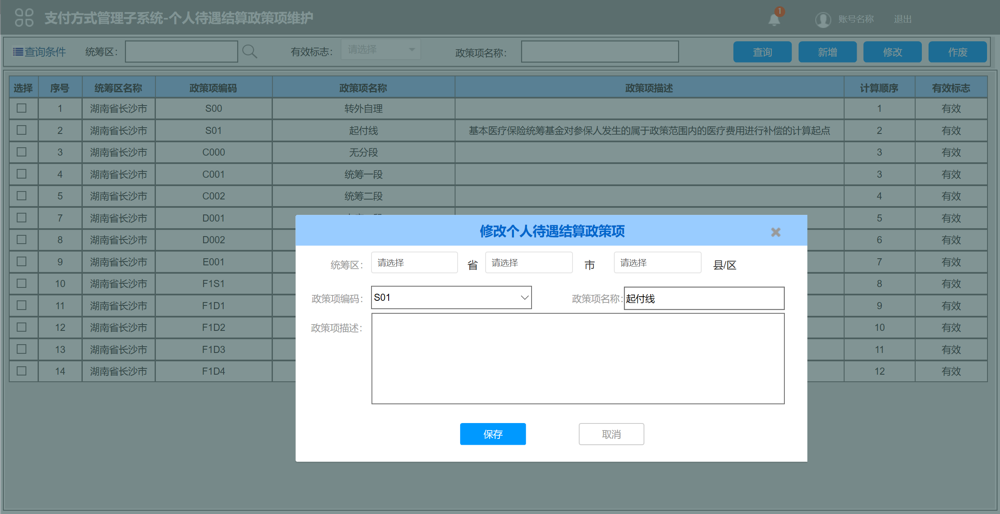 支付方式管理子系统-个人待遇结算政策项维护 1 账号名称 退出
查询条件 统筹区: 有效标志: 请选择 政策项名称: 查询 新增 修改 作废
选择 序号 统筹区名称 政策项编码 政策项名称 政策项描述 计算顺序 有效标志
1 湖南省长沙市 S00 转外自理 1 有效
2 湖南省长沙市 S01 起付线 基本医疗保险统筹基金对参保人发生的属于政策范围内的医疗费用进行补偿的计算起点 2 有效
3 湖南省长沙市 C000 无分段 3 有效
4 湖南省长沙市 C001 统筹一段 3 有效
5 湖南省长沙市 C002 统筹二段 4 有效
7 湖南省长沙市 D001 5 有效
8 湖南省长沙市 D002 6 有效
9 湖南省长沙市 E001 7 有效
10 湖南省长沙市 F1S1 8 有效
11 湖南省长沙市 F1D1 9 有效
12 湖南省长沙市 F1D2 10 有效
13 湖南省长沙市 F1D3 11 有效
14 湖南省长沙市 F1D4 12 有效
修改个人待遇结算政策项
统筹区: 请选择 省 请选择 市 请选择 县/区
政策项编码: S01 政策项名称: 起付线
政策项描述:
保存 取消